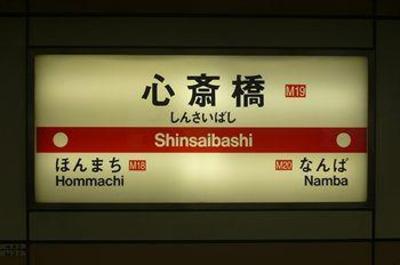 心斎橋 M19
しんさいばし
Shinsaibashi
ほんまち M18 M20 なんば
Hommachi Namba